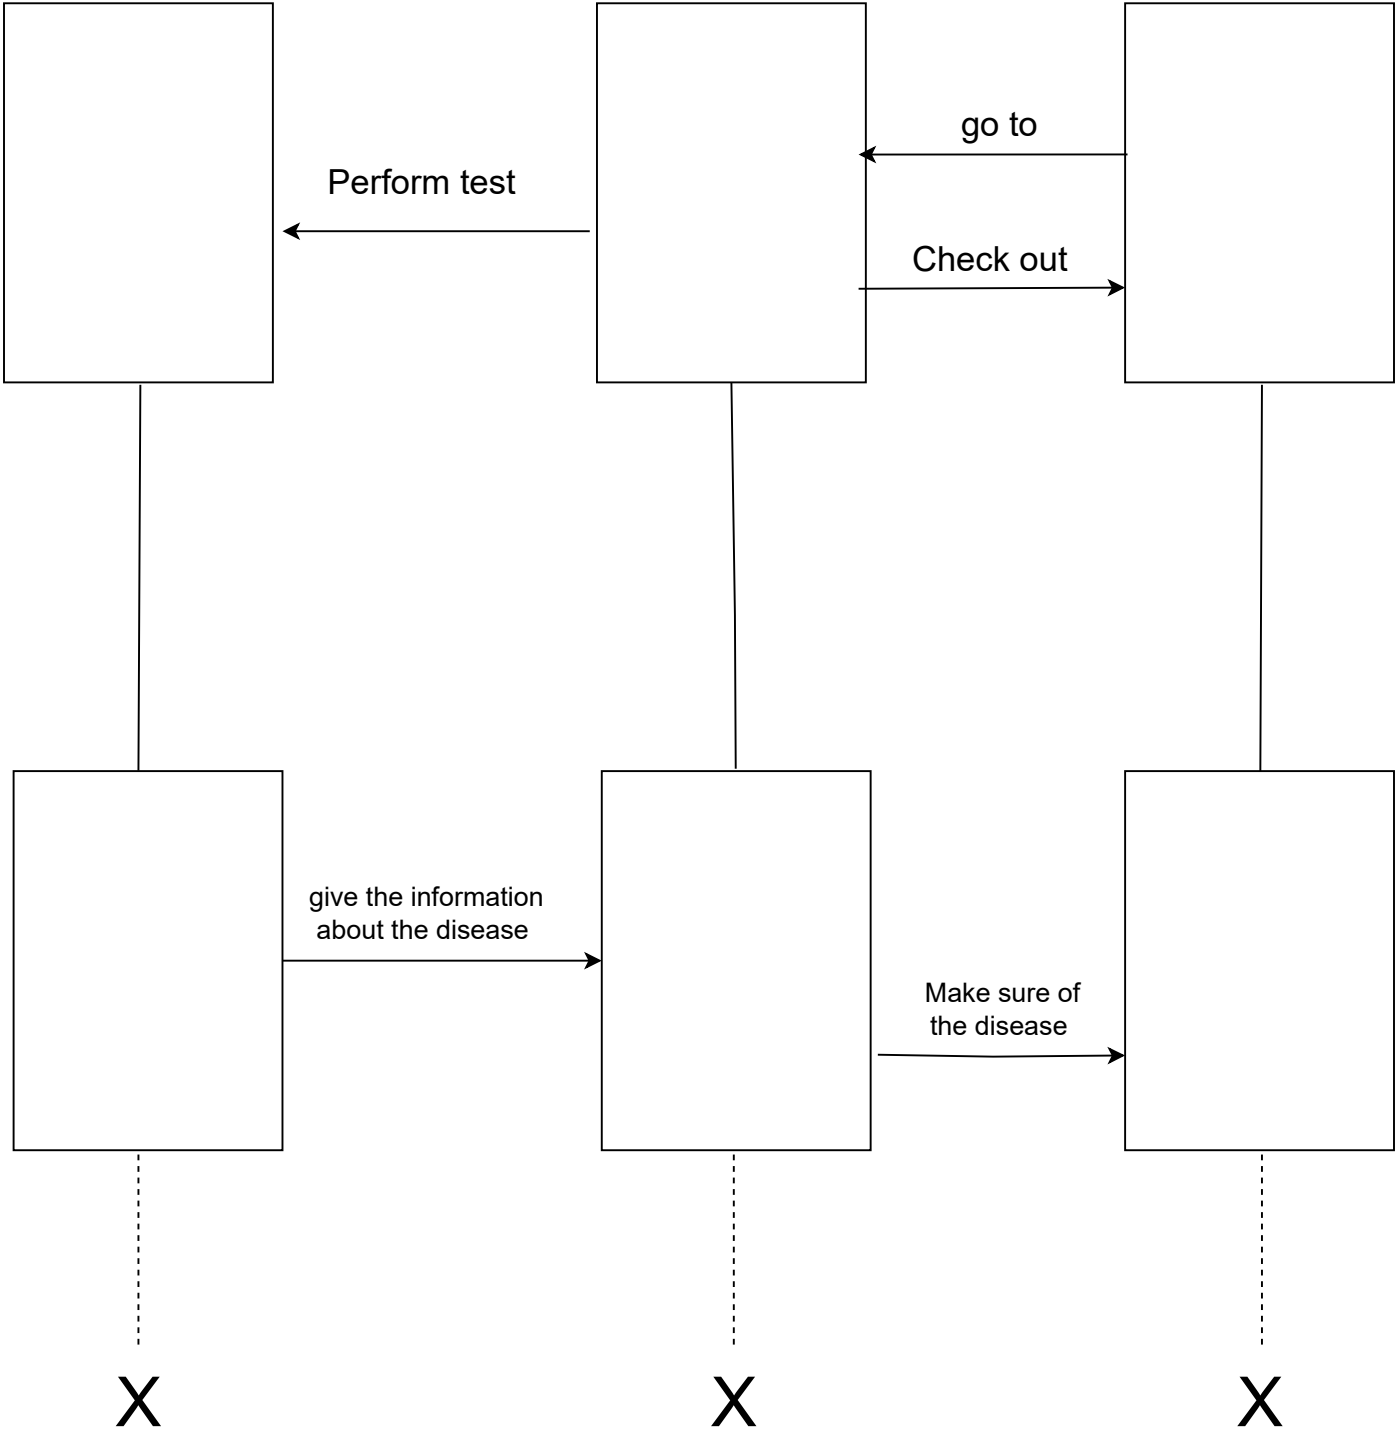 go to
Perform test
Check out
give the information
about the disease
Make sure of
the disease
X
X
X